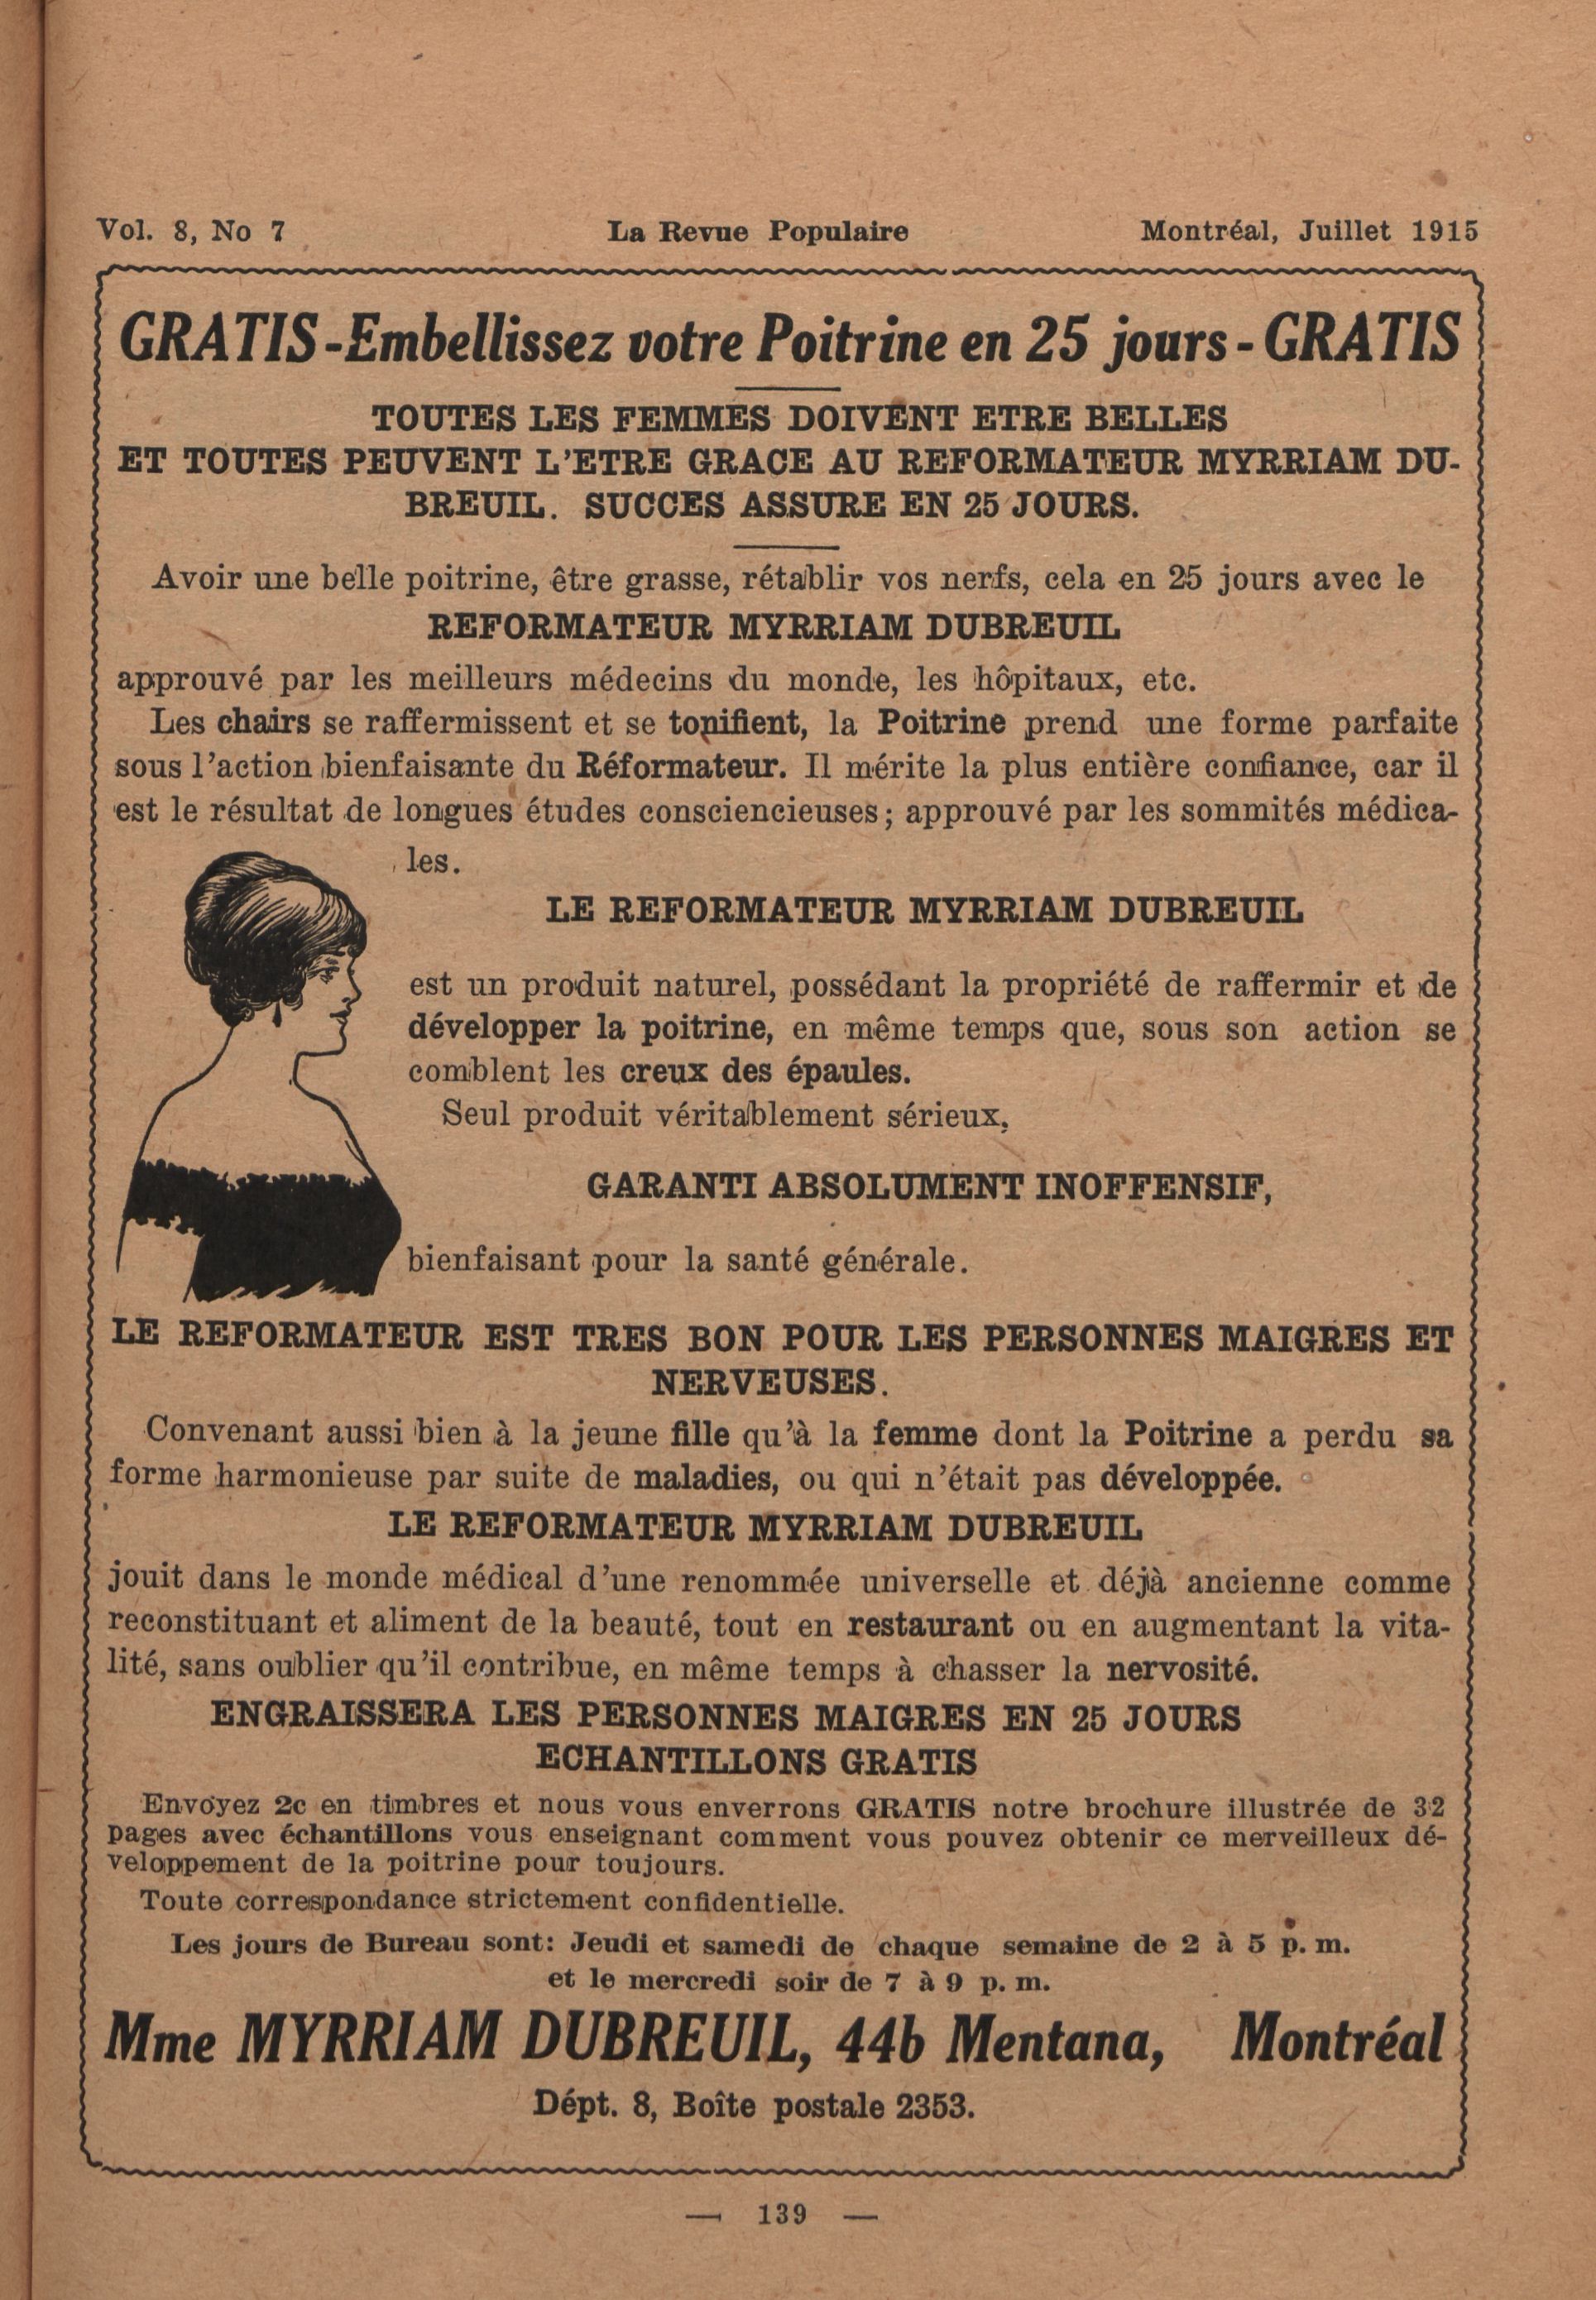 Vol. 8, No 7 La Revue Populaire Montréal, Juillet 1915
GRATIS - Embellissez votre Poitrine en 25 jours - GRATIS
TOUTES LES FEMMES DOIVENT ETRE BELLES
ET TOUTES PEUVENT L'ETRE GRACE AU REFORMATEUR MYRRIAM DU-
BREUIL. SUCCES ASSURE EN 25 JOURS.
Avoir une belle poitrine, être grasse, rétablir vos nerfs, cela en 25 jours avec le
REFORMATEUR MYRRIAM DUBREUIL
approuvé par les meilleurs médecins du monde, les hôpitaux, etc.
Les chairs se raffermissent et se tonifient, la Poitrine prend une forme parfaite
sous l'action bienfaisante du Réformateur. Il mérite la plus entière confiance, car il
est le résultat de longues études consciencieuses; approuvé par les sommités médica-
les.
LE REFORMATEUR MYRRIAM DUBREUIL
est un produit naturel, possédant la propriété de raffermir et de
développer la poitrine, en même temps que, sous son action se
comblent les creux des épaules.
Seul produit véritablement sérieux,
GARANTI ABSOLUMENT INOFFENSIF,
bienfaisant pour la santé générale.
LE REFORMATEUR EST TRES BON POUR LES PERSONNES MAIGRES ET
NERVEUSES.
Convenant aussi bien à la jeune fille qu'à la femme dont la Poitrine a perdu sa
forme harmonieuse par suite de maladies, ou qui n'était pas développée.
LE REFORMATEUR MYRRIAM DUBREUIL
jouit dans le monde médical d'une renommée universelle et déjà ancienne comme
reconstituant et aliment de la beauté, tout en restaurant ou en augmentant la vita-
lité, sans oublier qu'il contribue, en même temps à chasser la nervosité.
ENGRAISSERA LES PERSONNES MAIGRES EN 25 JOURS
ECHANTILLONS GRATIS
Envoyez 2c en timbres et nous vous enverrons GRATIS notre brochure illustrée de 32
pages avec échantillons vous enseignant comment vous pouvez obtenir ce merveilleux dé-
veloppement de la poitrine pour toujours.
Toute correspondance strictement confidentielle.
Les jours de Bureau sont: Jeudi et samedi de chaque semaine de 2 à 5 p. m.
et le mercredi soir de 7 à 9 p. m.
Mme MYRRIAM DUBREUIL, 44b Mentana, Montréal
Dépt. 8, Boîte postale 2353.
— 139 —